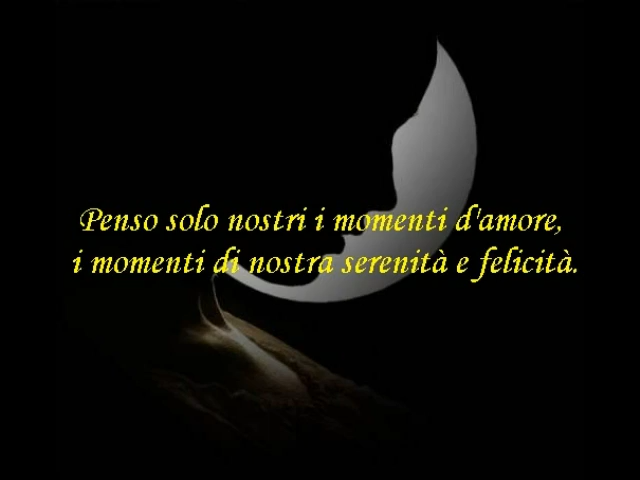 Penso solo nostri i momenti d'amore,
i momenti di nostra serenità e felicità.